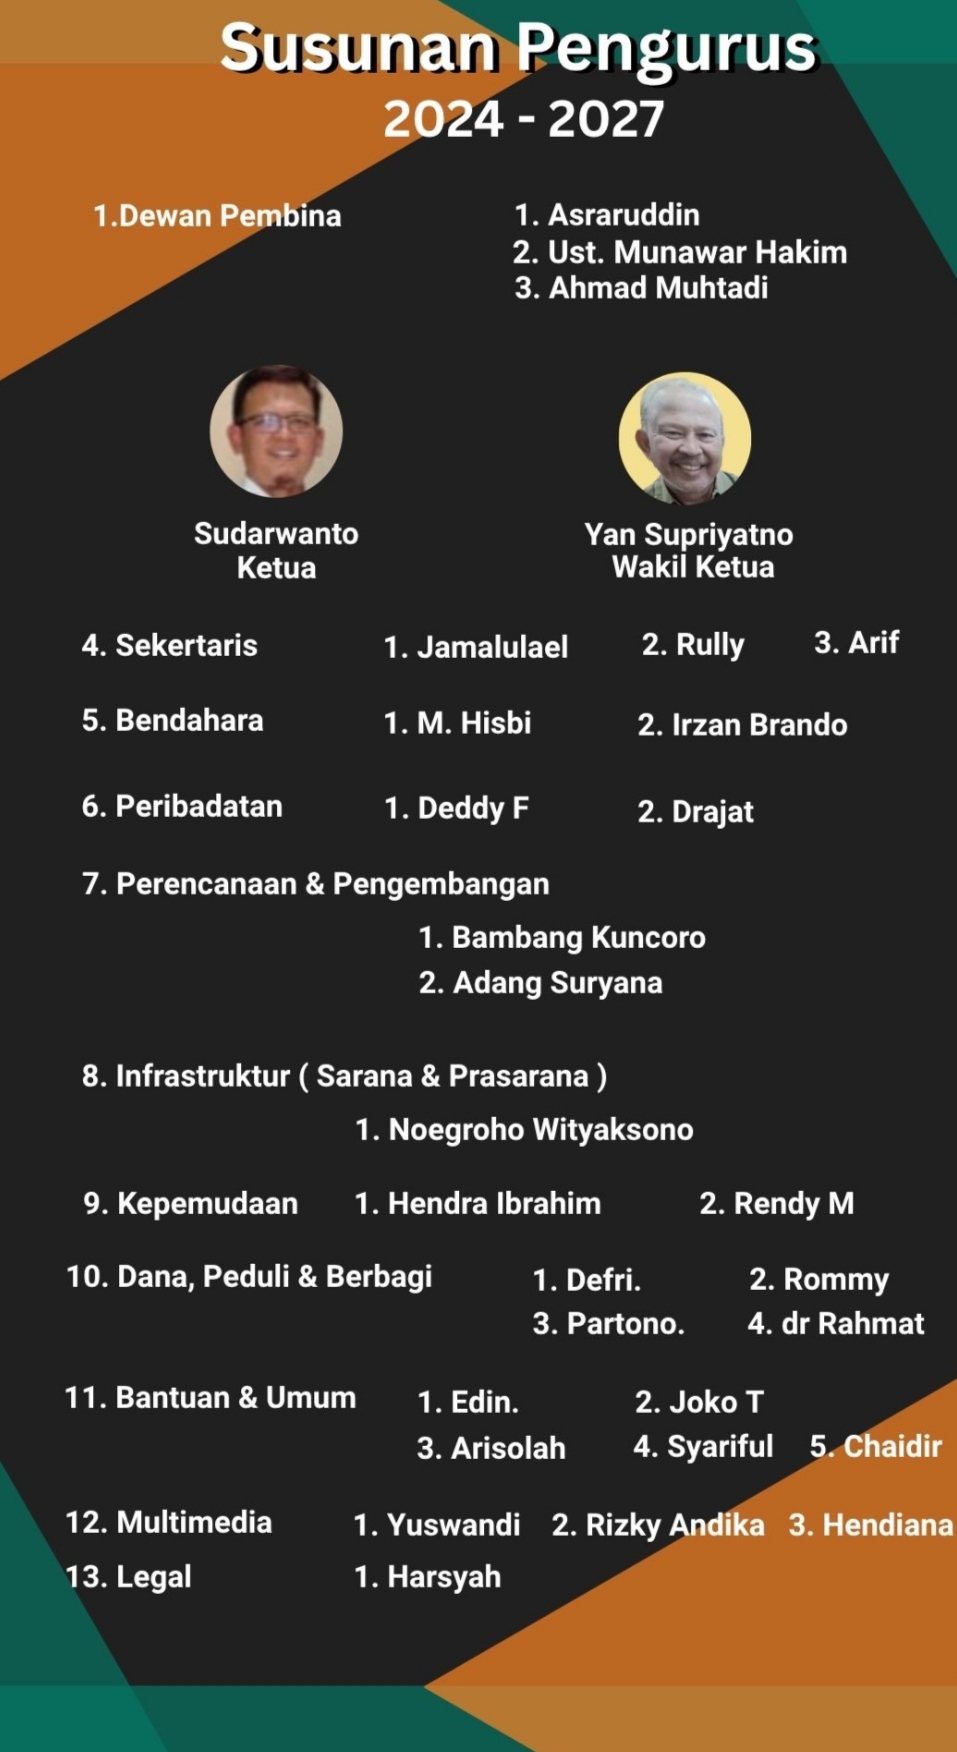 Susunan Pengurus
2024 - 2027
1.Dewan Pembina 1. Asraruddin
2. Ust. Munawar Hakim
3. Ahmad Muhtadi
Sudarwanto
Ketua
Yan Supriyatno
Wakil Ketua
4. Sekertaris 1. Jamalulael 2. Rully 3. Arif
5. Bendahara 1. M. Hisbi 2. Irzan Brando
6. Peribadatan 1. Deddy F 2. Drajat
7. Perencanaan & Pengembangan
1. Bambang Kuncoro
2. Adang Suryana
8. Infrastruktur ( Sarana & Prasarana )
1. Noegroho Wityaksono
9. Kepemudaan 1. Hendra Ibrahim 2. Rendy M
10. Dana, Peduli & Berbagi 1. Defri. 2. Rommy
3. Partono. 4. dr Rahmat
11. Bantuan & Umum 1. Edin. 2. Joko T
3. Arisolah 4. Syariful 5. Chaidir
12. Multimedia 1. Yuswandi 2. Rizky Andika 3. Hendiana
13. Legal 1. Harsyah